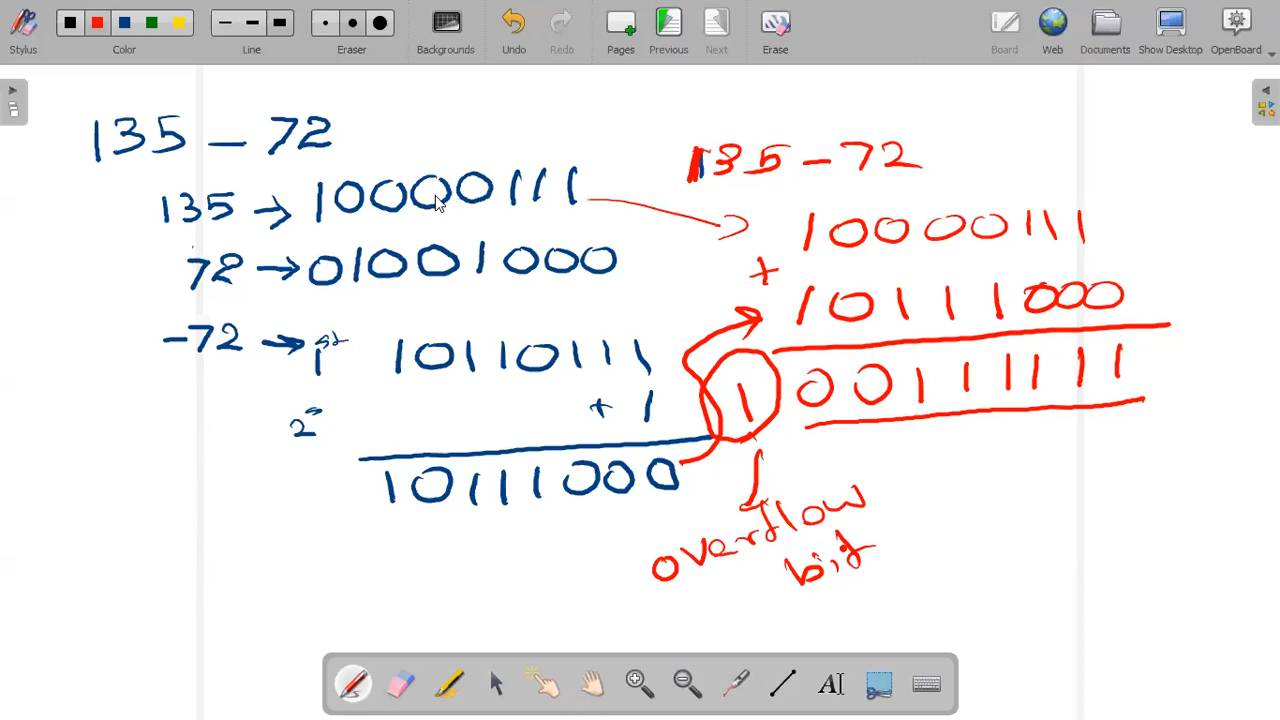 Stylus Color Line Eraser Backgrounds Undo Redo Pages Previous Next Erase Board Web Documents Show Desktop OpenBoard
135 - 72
135 → 10000111
72 → 01001000
-72 → 1st 10110111
2 + 1
10111000
135 - 72
10000111
+
10111000
1 00111111
overflow
bit